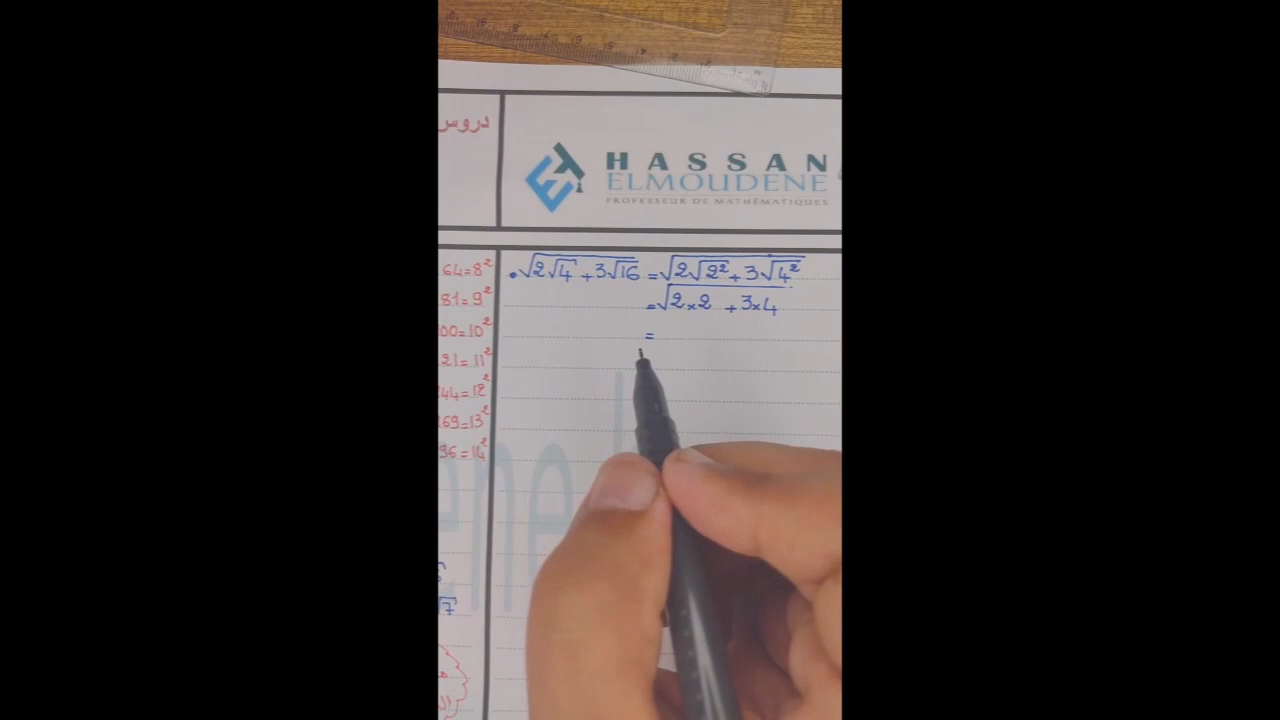 دروس
HASSAN
ELMOUDENE
PROFESSEUR DE MATHÉMATIQUES
64=8²
81=9²
00=10²
21=11²
44=12²
69=13²
96=14²
√7
.√(2√4+3√16)=√(2√2²+3√4²)
=√(2×2+3×4)
=